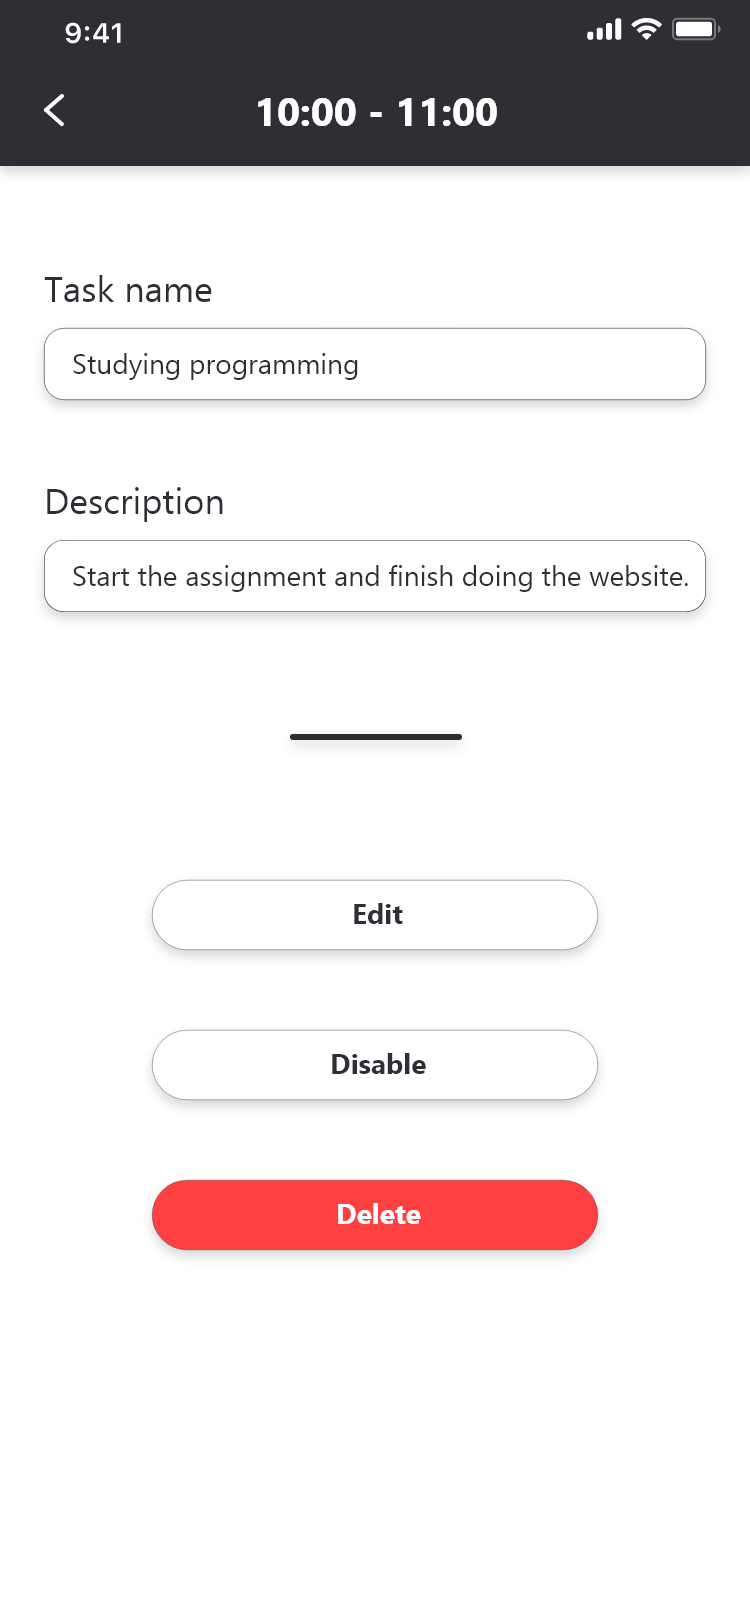 9:41
10:00 - 11:00
Task name
Studying programming
Description
Start the assignment and finish doing the website.
Edit
Disable
Delete